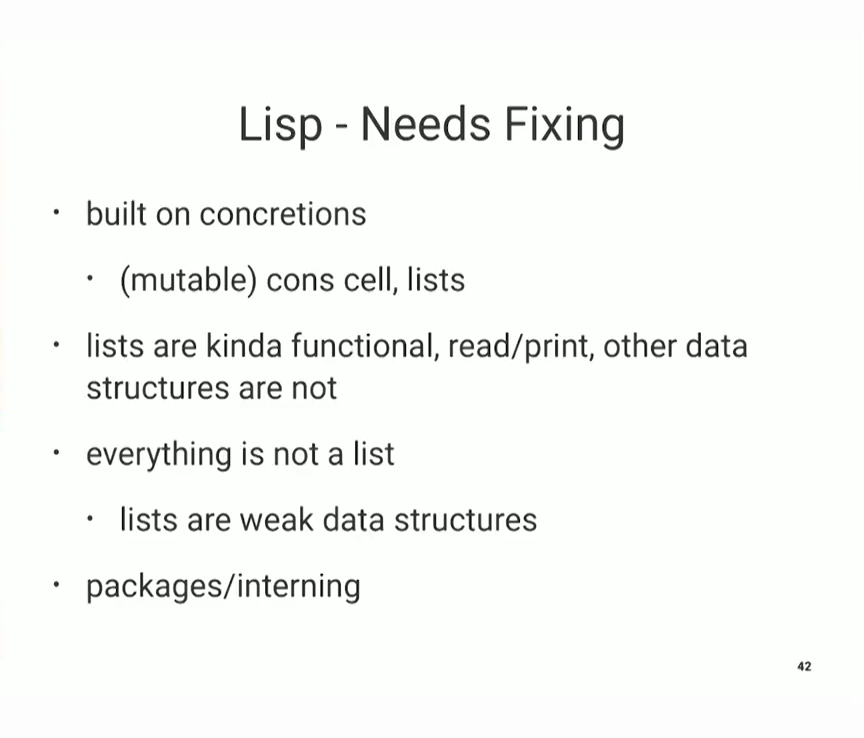 Lisp - Needs Fixing
• built on concretions
• (mutable) cons cell, lists
• lists are kinda functional, read/print, other data
structures are not
• everything is not a list
• lists are weak data structures
• packages/interning
42